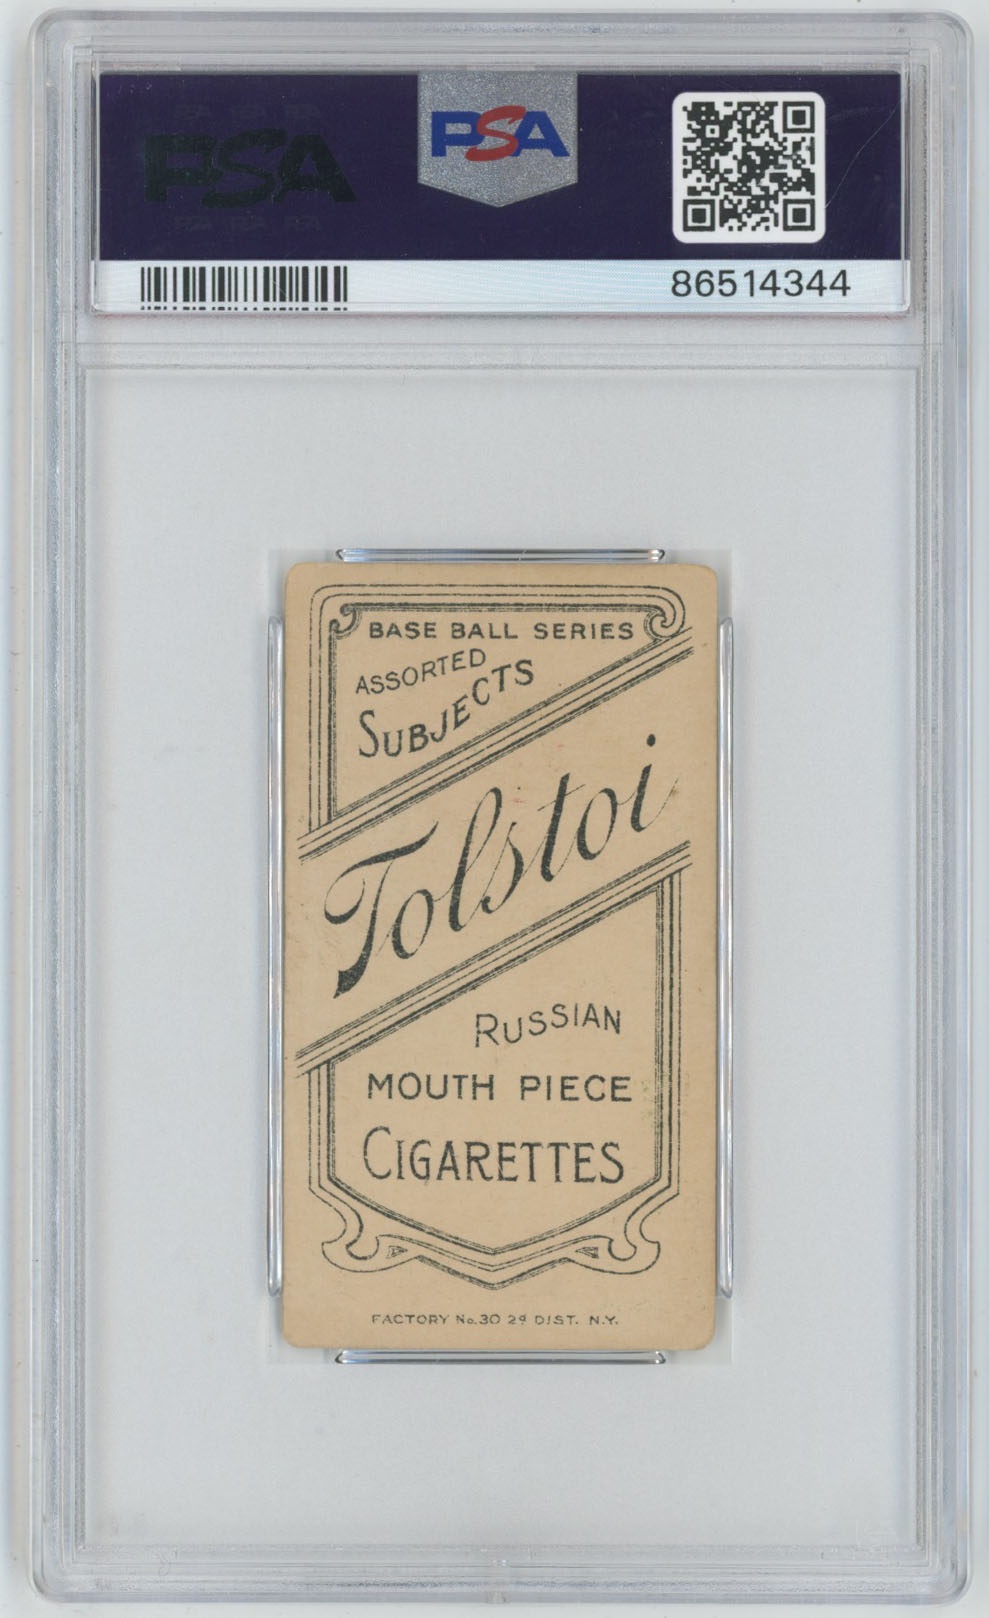 PSA
PSA
86514344
BASE BALL SERIES
ASSORTED
SUBJECTS
Tolstoi
RUSSIAN
MOUTH PIECE
CIGARETTES
FACTORY No. 30 2d DIST. N.Y.